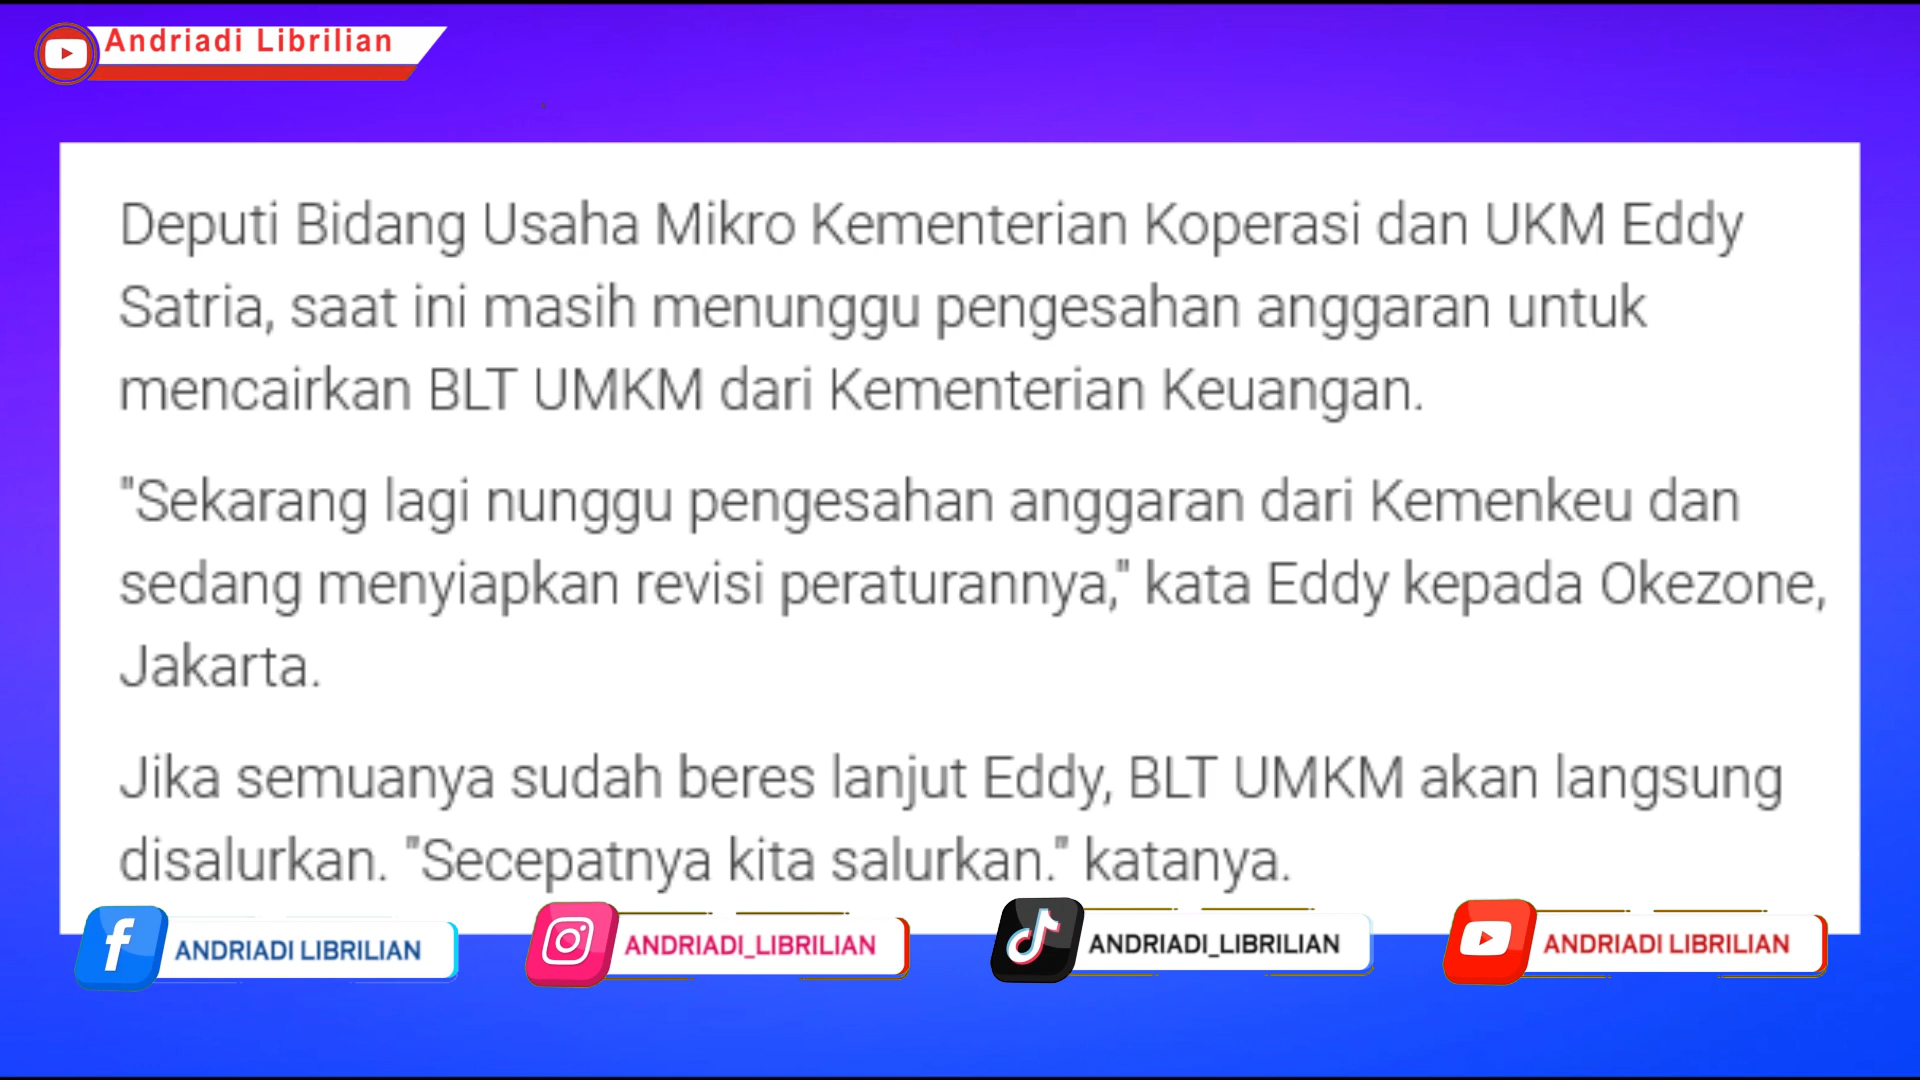 Andriadi Librilian
Deputi Bidang Usaha Mikro Kementerian Koperasi dan UKM Eddy
Satria, saat ini masih menunggu pengesahan anggaran untuk
mencairkan BLT UMKM dari Kementerian Keuangan.
"Sekarang lagi nunggu pengesahan anggaran dari Kemenkeu dan
sedang menyiapkan revisi peraturannya," kata Eddy kepada Okezone,
Jakarta.
Jika semuanya sudah beres lanjut Eddy, BLT UMKM akan langsung
disalurkan. "Secepatnya kita salurkan." katanya.
ANDRIADI LIBRILIAN
ANDRIADI_LIBRILIAN
ANDRIADI_LIBRILIAN
ANDRIADI LIBRILIAN